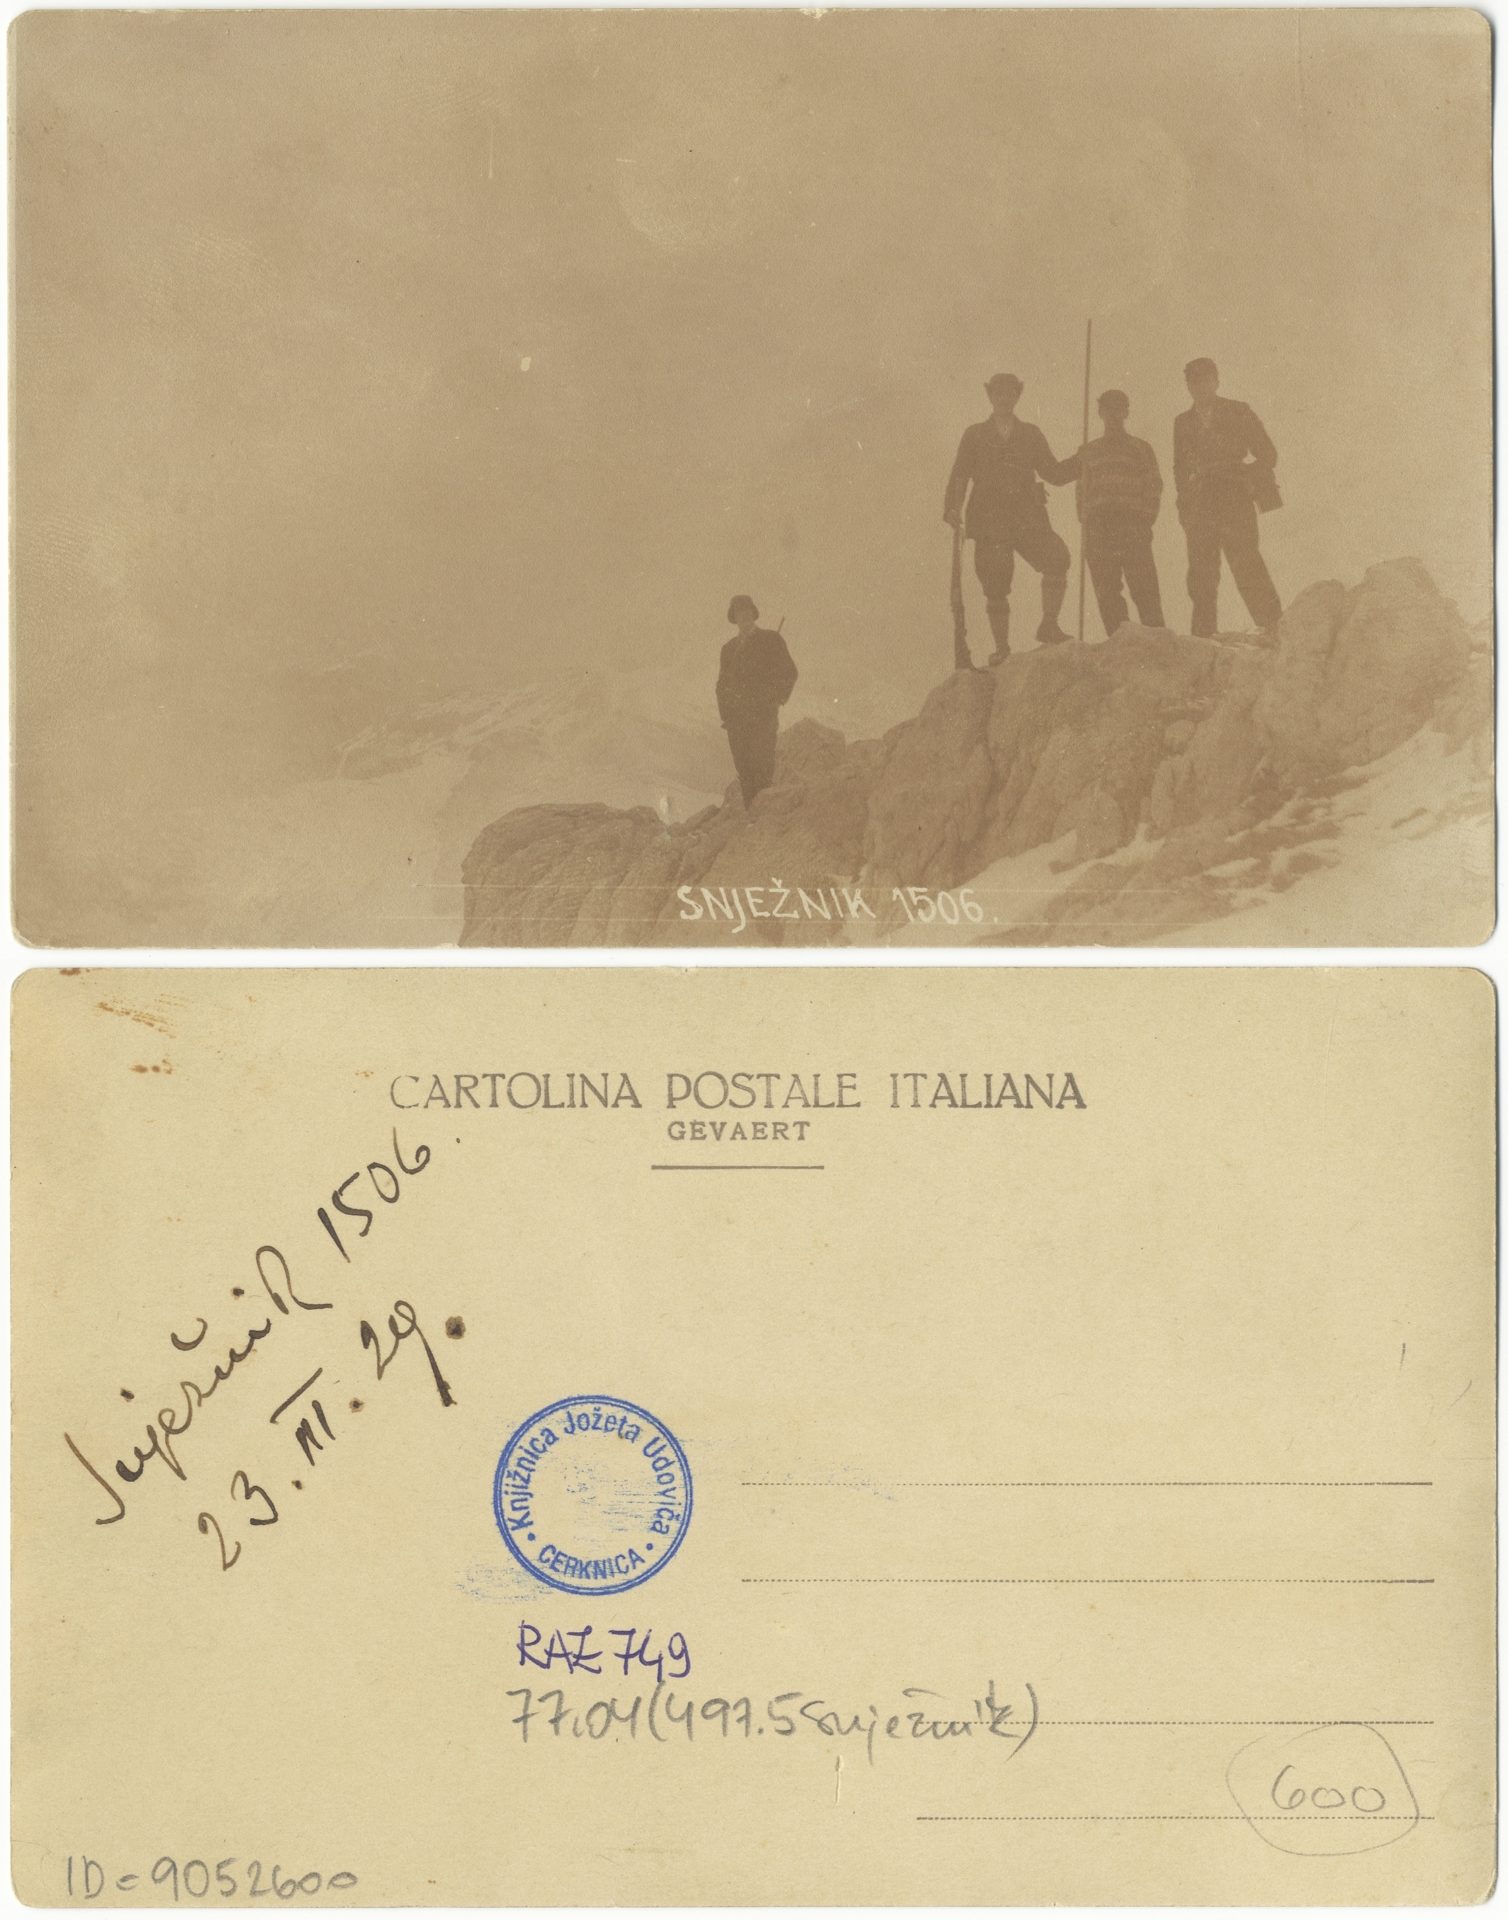 SNJEŽNIK 1506.
CARTOLINA POSTALE ITALIANA
GEVAERT
Snježnik 1506.
23. III. 29.
Knjižnica Jožeta Udoviča
• CERKNICA •
RAZ 749
77.04(497.5 Snježnik)
600
ID=9052600